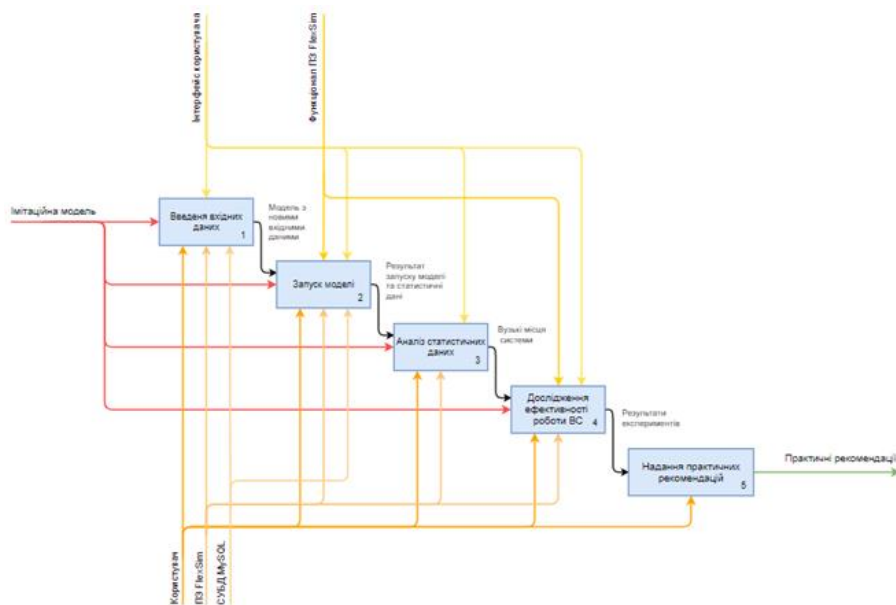 Інтерфейс користувача
Функціонал ПЗ FlexSim
Імітаційна модель
Введеня вхідних
даних
1
Модель з
новими
вхідними
даними
Запуск моделі
2
Результат
запуску моделі
та статистичні
дані
Аналіз статистичних
даних
3
Вузькі місця
системи
Дослідження
ефективності
роботи ВС
4
Результати
експериментів
Надання практичних
рекомендацій
5
Практичні рекомендації
Користувач
ПЗ FlexSim
СУБД MySQL